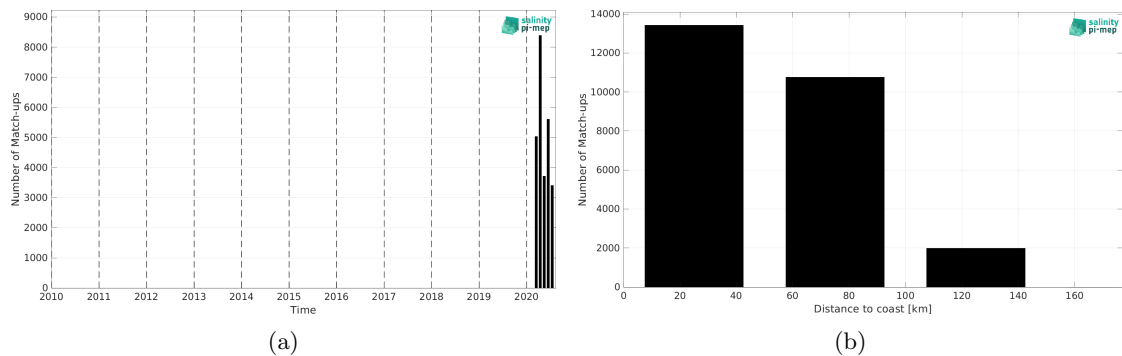 9000
8000
7000
6000
5000
4000
3000
2000
1000
0
Number of Match-ups
2010 2011 2012 2013 2014 2015 2016 2017 2018 2019 2020
Time
salinity
pi-mep
(a)
14000
12000
10000
8000
6000
4000
2000
0
Number of Match-ups
0 20 40 60 80 100 120 140 160
Distance to coast [km]
salinity
pi-mep
(b)